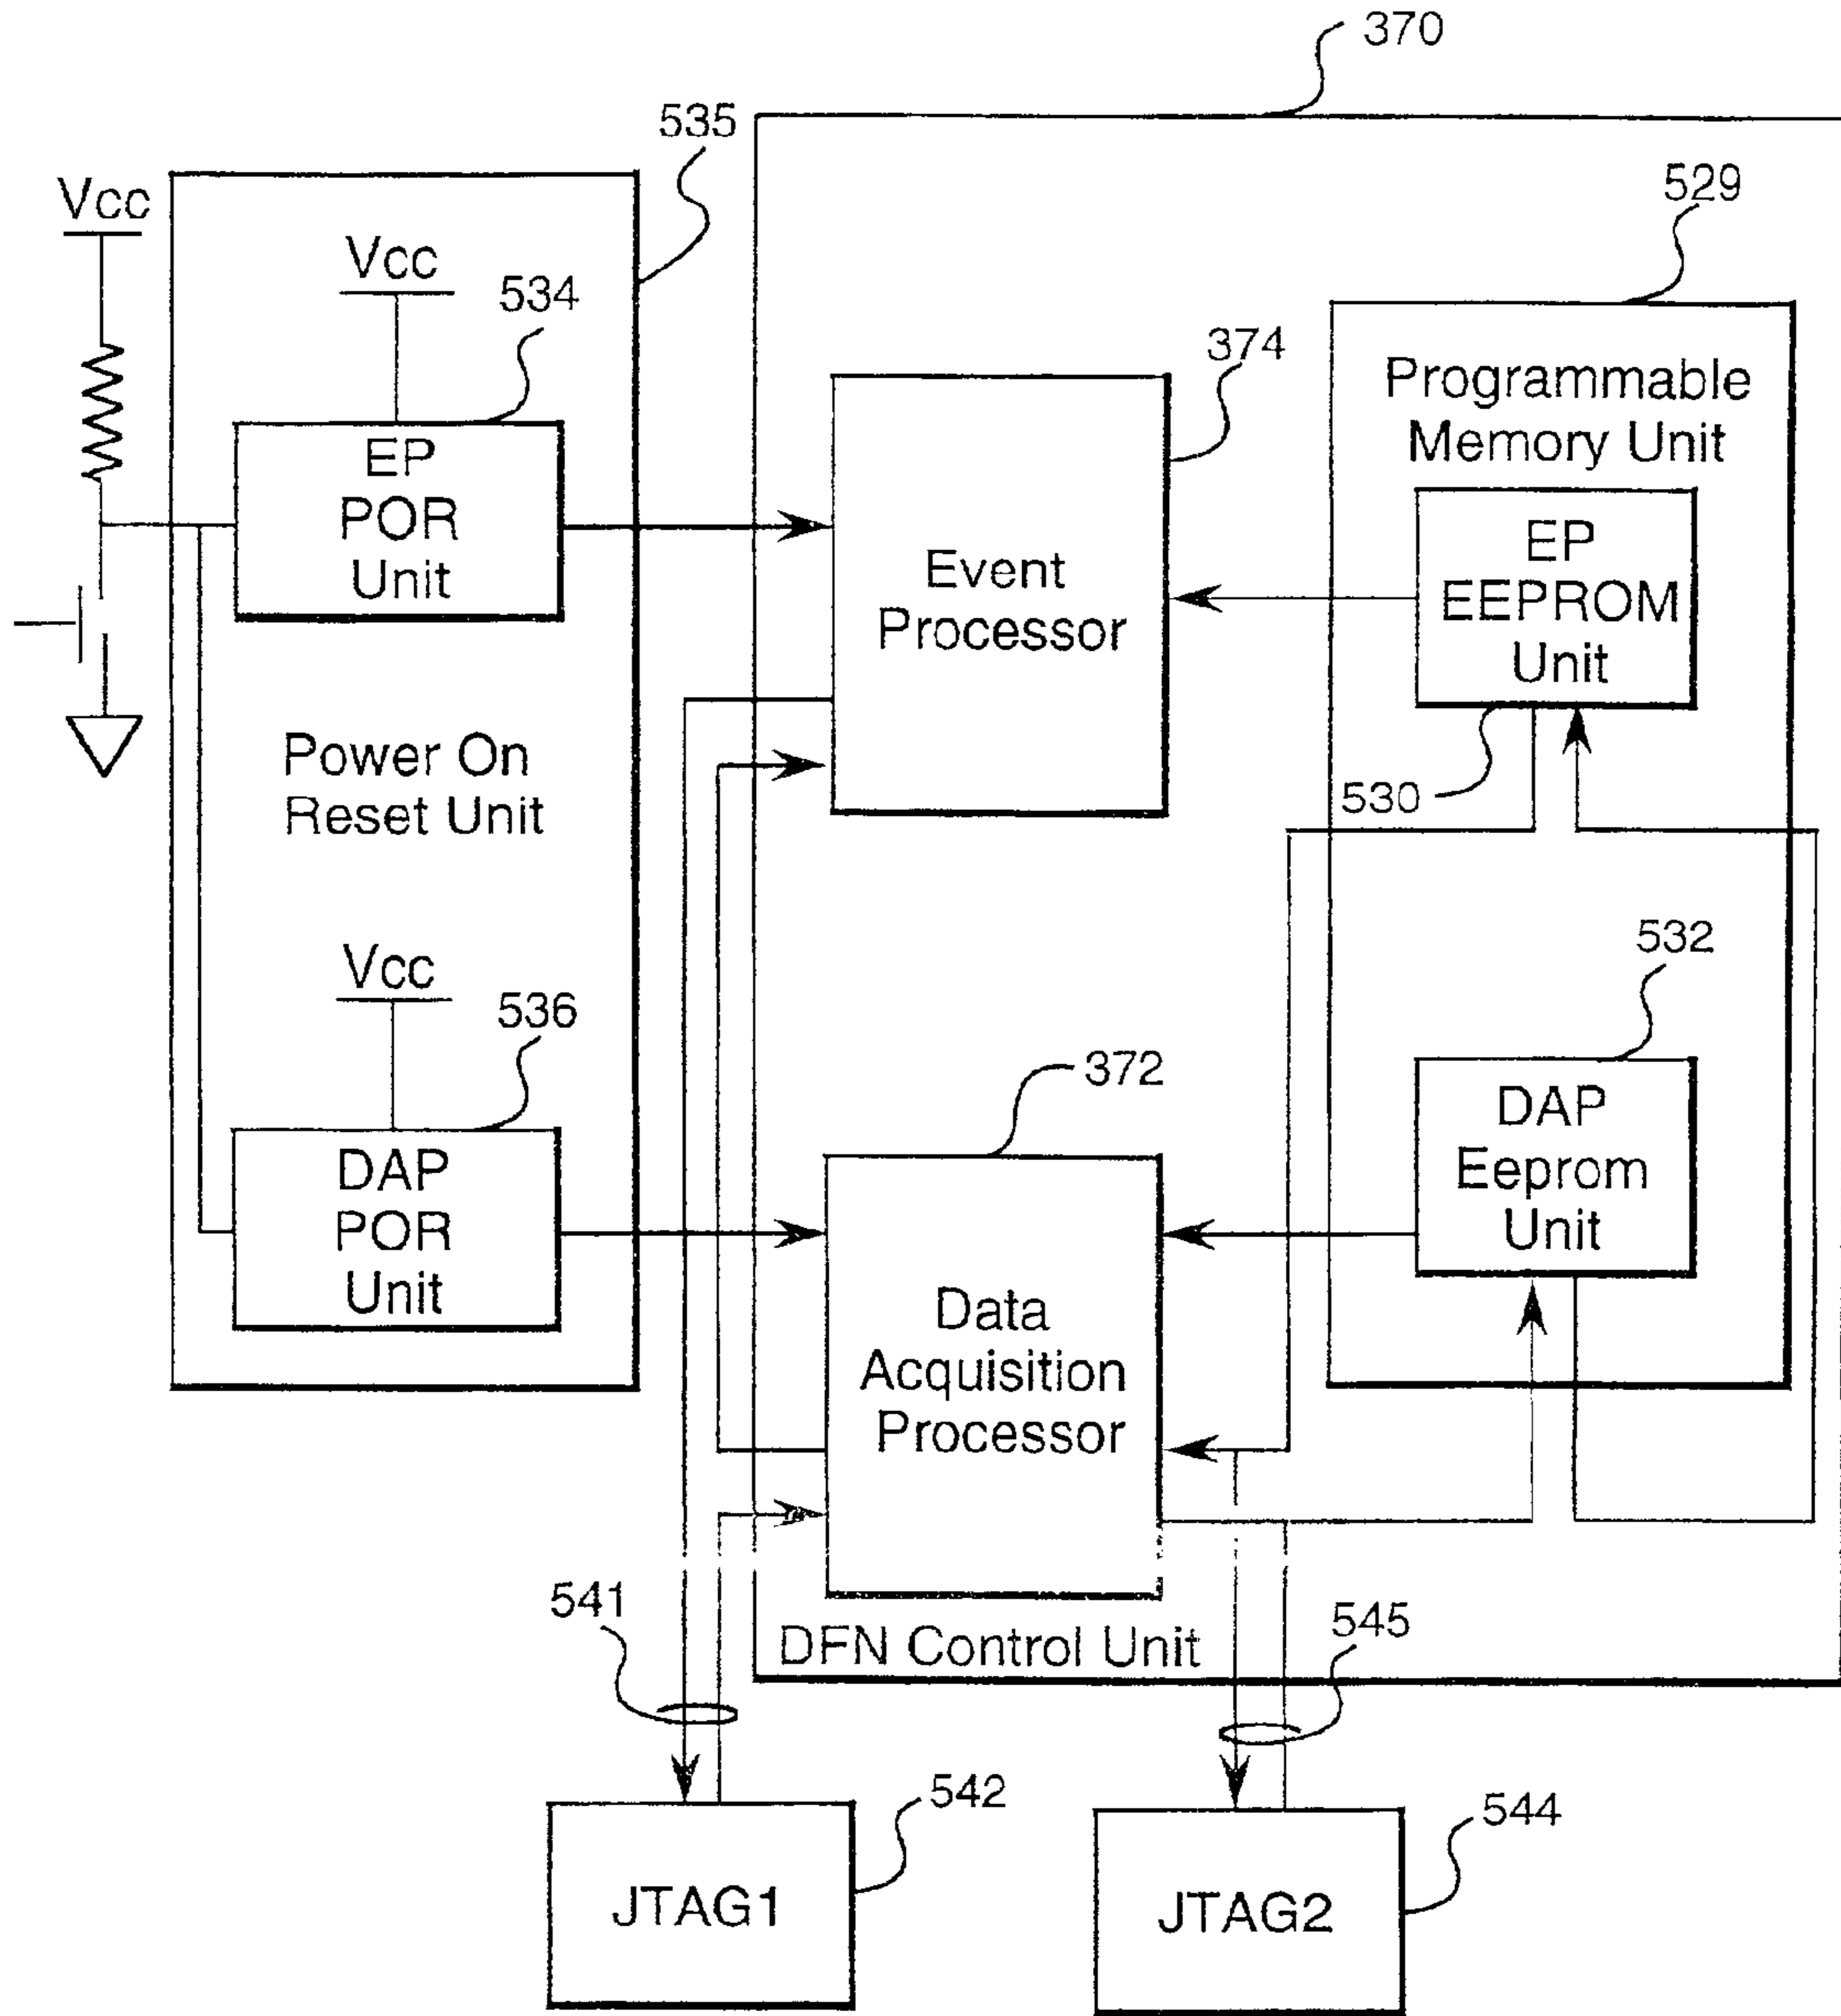 370
535
Vcc
529
Vcc
534
374
Programmable
Memory Unit
EP
POR
Unit
Event
Processor
EP
EEPROM
Unit
Power On
Reset Unit
530
Vcc
536
532
372
DAP
POR
Unit
DAP
Eeprom
Unit
Data
Acquisition
Processor
541
DFN Control Unit
545
542
544
JTAG1
JTAG2